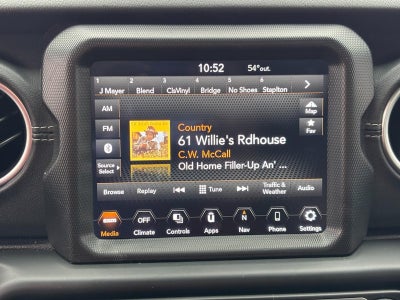 10:52 54°out.
1 2 3 4 5 6
J Mayer Blend ClsVinyl Bridge No Shoes Stapltn
AM
Map
FM
Fav
Country
61 Willie's Rdhouse
C.W. McCall
Old Home Filler-Up An' ...
Source
Select
Browse Replay Tune Traffic & Weather Audio
OFF N
Media Climate Controls Apps Nav Phone Settings